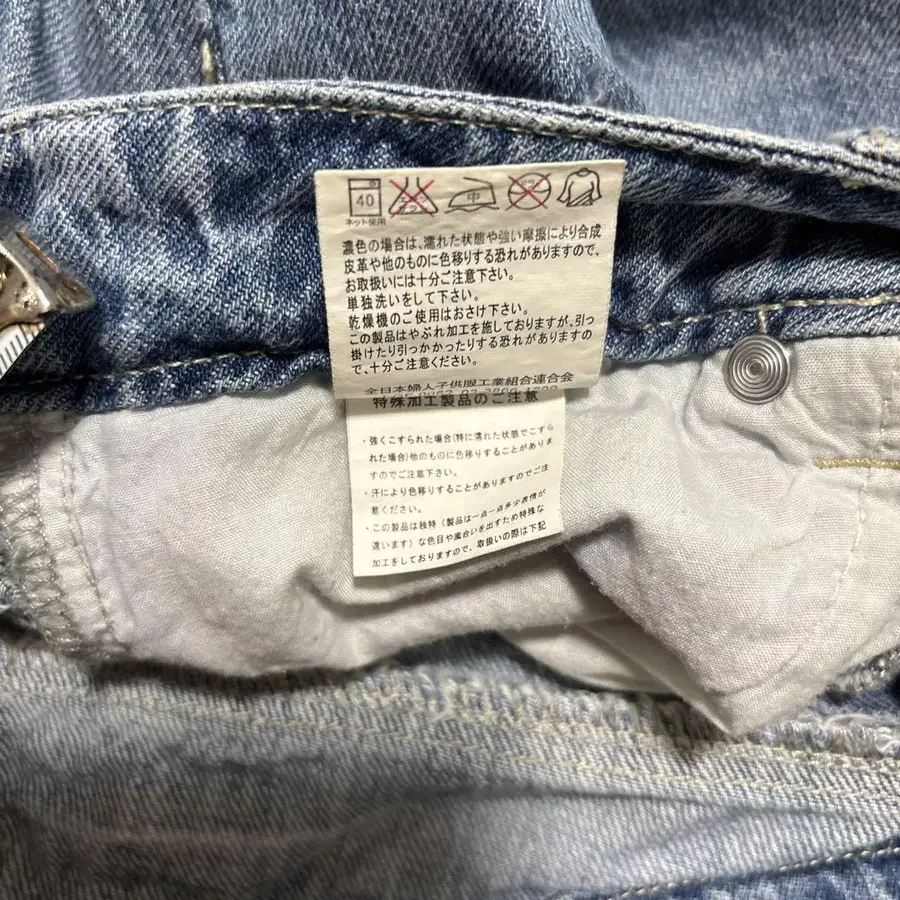 40
ネット使用
中
濃色の場合は、濡れた状態や強い摩擦により合成
皮革や他のものに色移りする恐れがありますので、
お取扱いには十分ご注意下さい。
単独洗いをして下さい。
乾燥機のご使用はおさけ下さい。
この製品はやぶれ加工を施しておりますが、引っ
掛けたり引っかかったりする恐れがありますの
で、十分ご注意ください。
全日本婦人子供服工業組合連合会
特殊加工製品のご注意
・強くこすられた場合(特に濡れた状態でこすら
れた場合)他のものに色移りすることがありま
すのでご注意下さい。
・汗により色移りすることがありますのでご注
意ください。
・この製品は独特(製品は一点一点多少表情が
違います)な色目や風合いを出すため特殊な
加工をしておりますので、取扱いの際は下記